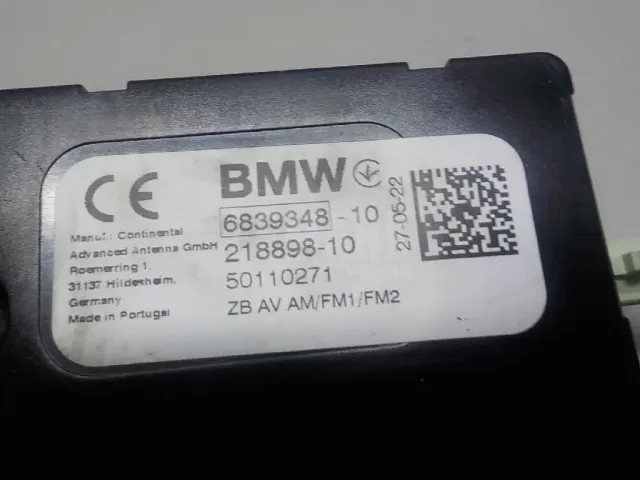 CE
BMW
6839348-10
218898-10
50110271
ZB AV AM/FM1/FM2
27-05-22
Manuf.: Continental
Advanced Antenna GmbH
Roemerring 1,
31137 Hildesheim,
Germany
Made in Portugal